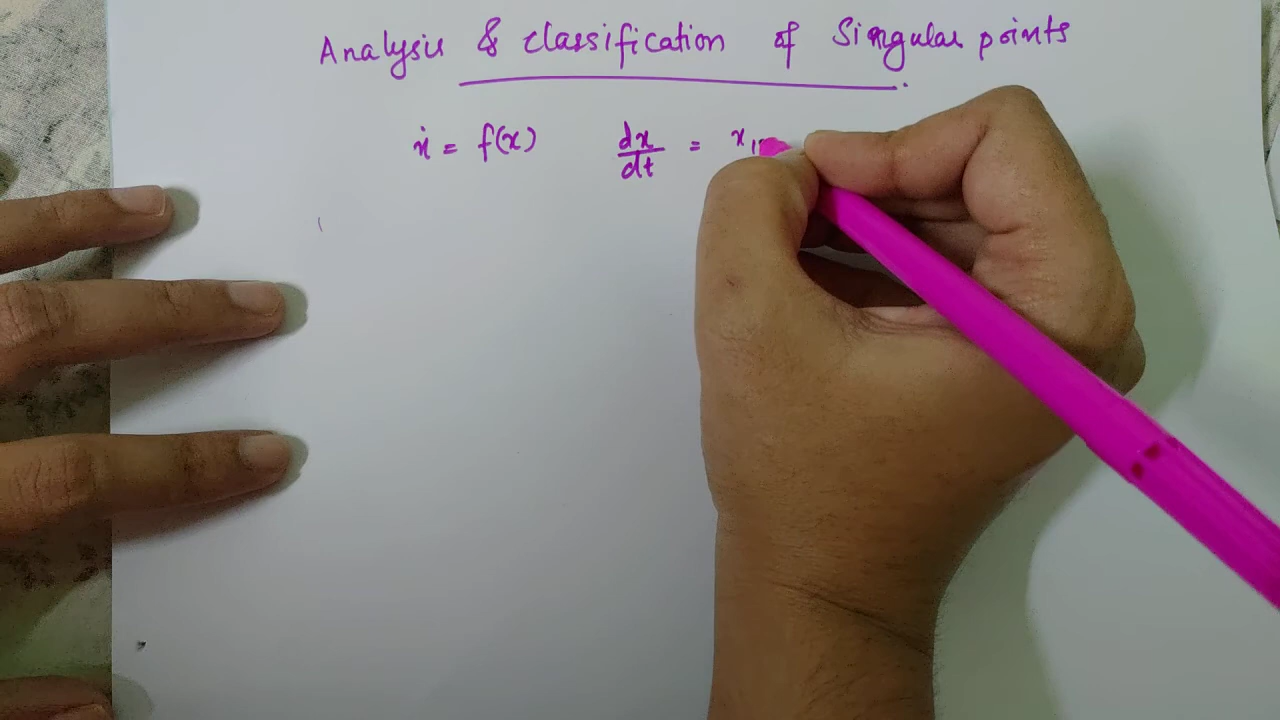 Analysis & classification of Singular points
ẋ = f(x) dx/dt = x